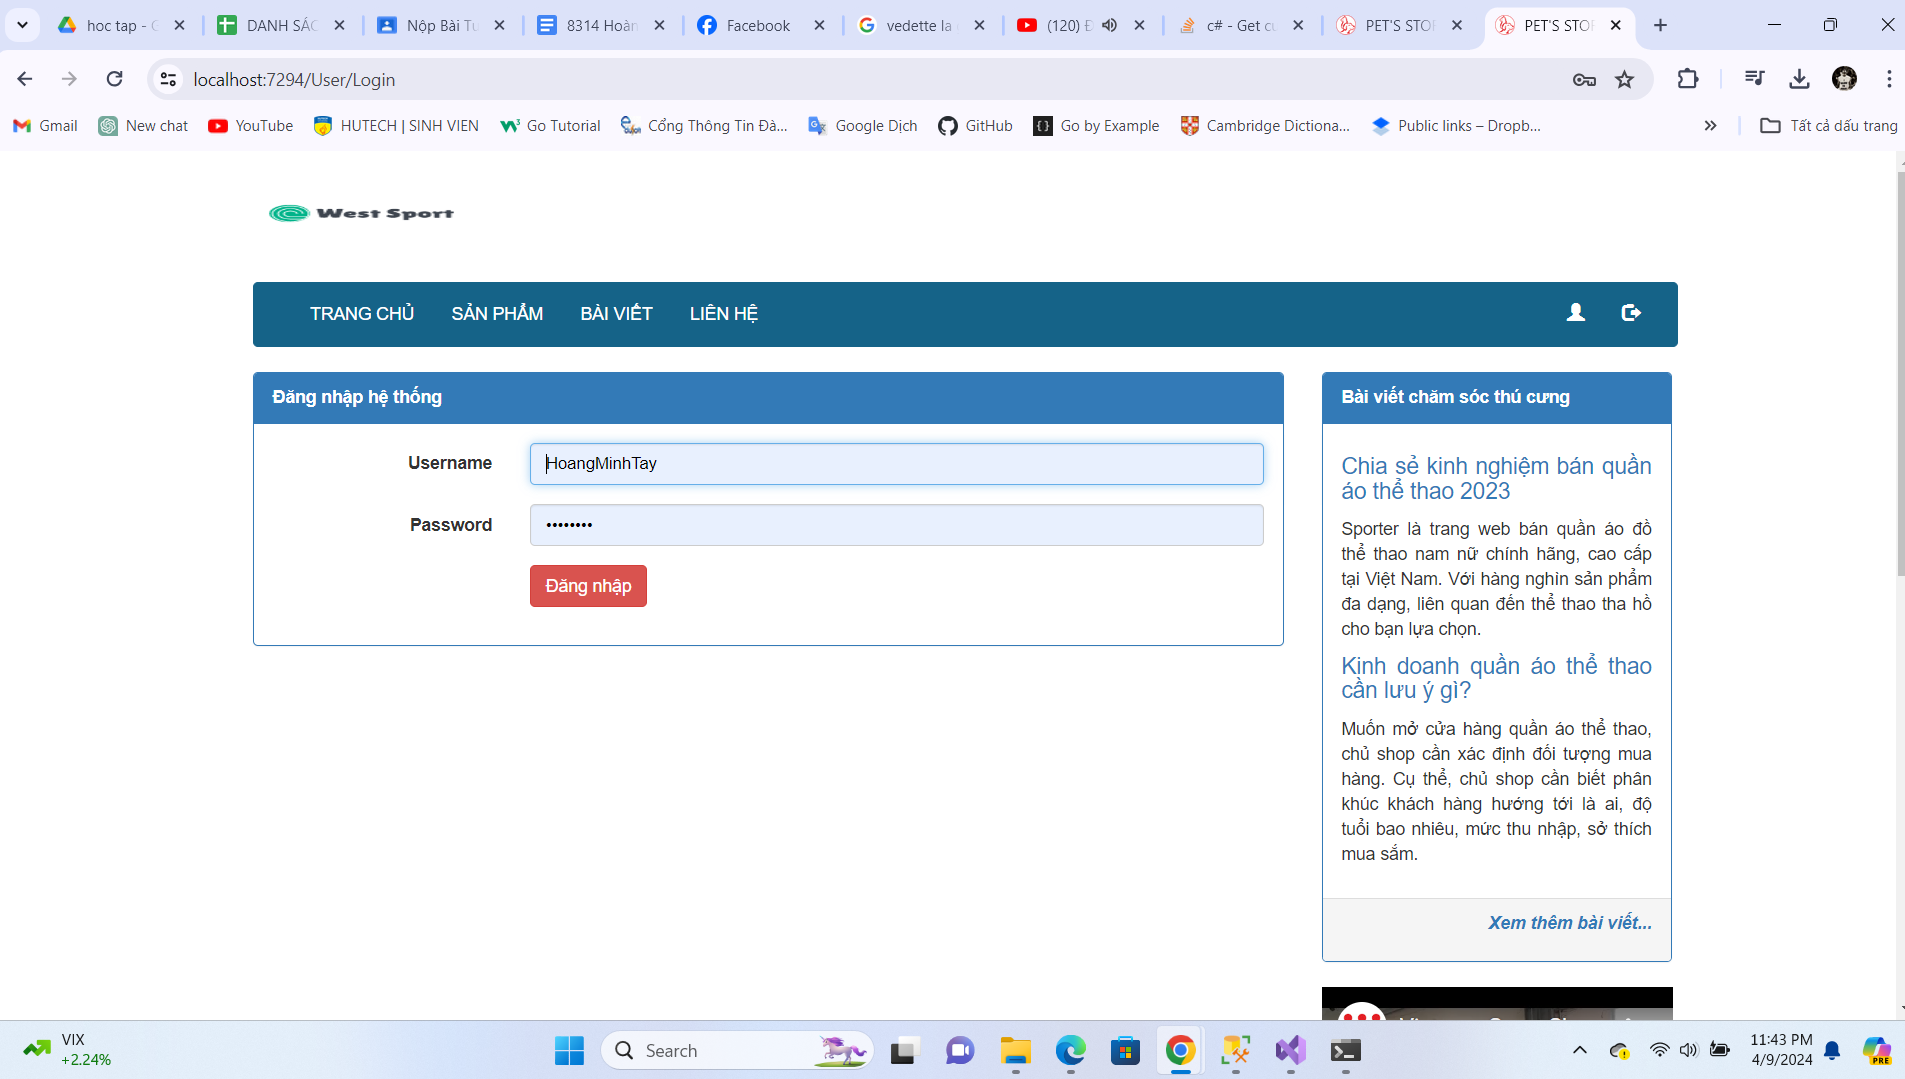 hoc tap - G
DANH SÁC
Nộp Bài Tu
8314 Hoàn
Facebook
vedette la
(120) Đ
c# - Get cu
PET'S STOR
PET'S STOR
localhost:7294/User/Login
Gmail
New chat
YouTube
HUTECH | SINH VIEN
Go Tutorial
Cổng Thông Tin Đà...
Google Dịch
GitHub
Go by Example
Cambridge Dictiona...
Public links – Dropb...
Tất cả dấu trang
West Sport
TRANG CHỦ
SẢN PHẨM
BÀI VIẾT
LIÊN HỆ
Đăng nhập hệ thống
Username
HoangMinhTay
Password
••••••••
Đăng nhập
Bài viết chăm sóc thú cưng
Chia sẻ kinh nghiệm bán quần
áo thể thao 2023
Sporter là trang web bán quần áo đồ
thể thao nam nữ chính hãng, cao cấp
tại Việt Nam. Với hàng nghìn sản phẩm
đa dạng, liên quan đến thể thao tha hồ
cho bạn lựa chọn.
Kinh doanh quần áo thể thao
cần lưu ý gì?
Muốn mở cửa hàng quần áo thể thao,
chủ shop cần xác định đối tượng mua
hàng. Cụ thể, chủ shop cần biết phân
khúc khách hàng hướng tới là ai, độ
tuổi bao nhiêu, mức thu nhập, sở thích
mua sắm.
Xem thêm bài viết...
VIX
+2.24%
Search
11:43 PM
4/9/2024
PRE